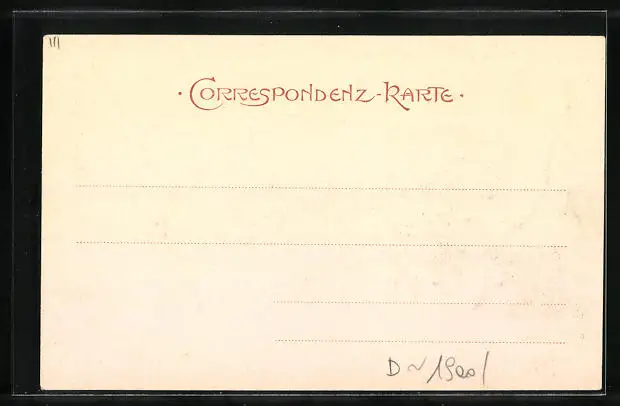 · CORRESPONDENZ-KARTE ·
D ~ 1900/